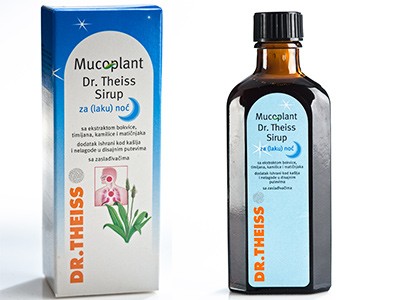 Mucoplant
Dr. Theiss
Sirup
za (laku) noć
sa ekstraktom bokvice,
timijana, kamilice i matičnjaka
dodatak ishrani kod kašlja
i nelagode u disajnim putevima
sa zaslađivačima
DR.THEISS
Mucoplant
Dr. Theiss
Sirup
za (laku) noć
sa ekstraktom bokvice,
timijana, kamilice i matičnjaka
dodatak ishrani kod kašlja
i nelagode u disajnim
putevima
sa zaslađivačima
DR.THEISS